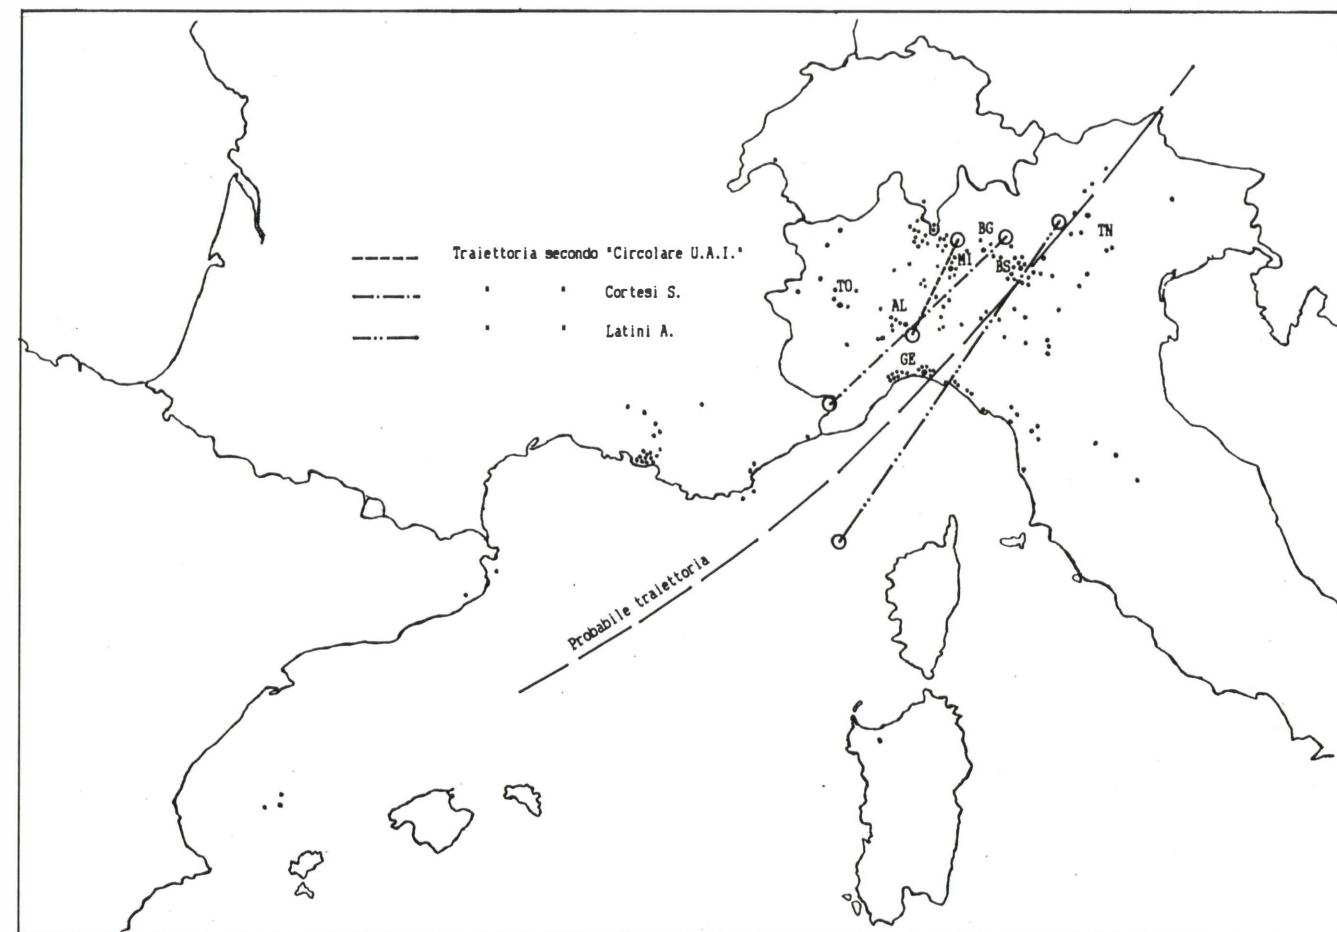 Traiettoria secondo "Circolare U.A.I."
" " Cortesi S.
" " Latini A.
BG
TN
MI
BS
TO
AL
GE
Probabile traiettoria